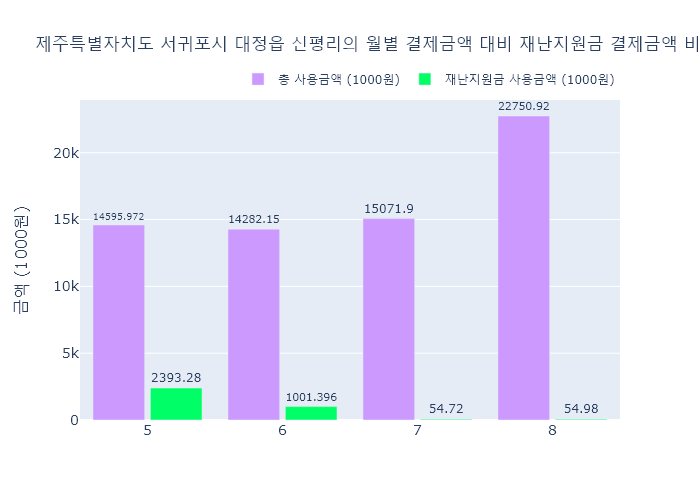 제주특별자치도 서귀포시 대정읍 신평리의 월별 결제금액 대비 재난지원금 결제금액 비
총 사용금액 (1000원) 재난지원금 사용금액 (1000원)
22750.92
20k
15071.9
14595.972
14282.15
15k
금액 (1000원)
10k
5k
2393.28
1001.396
54.72
54.98
0
5 6 7 8